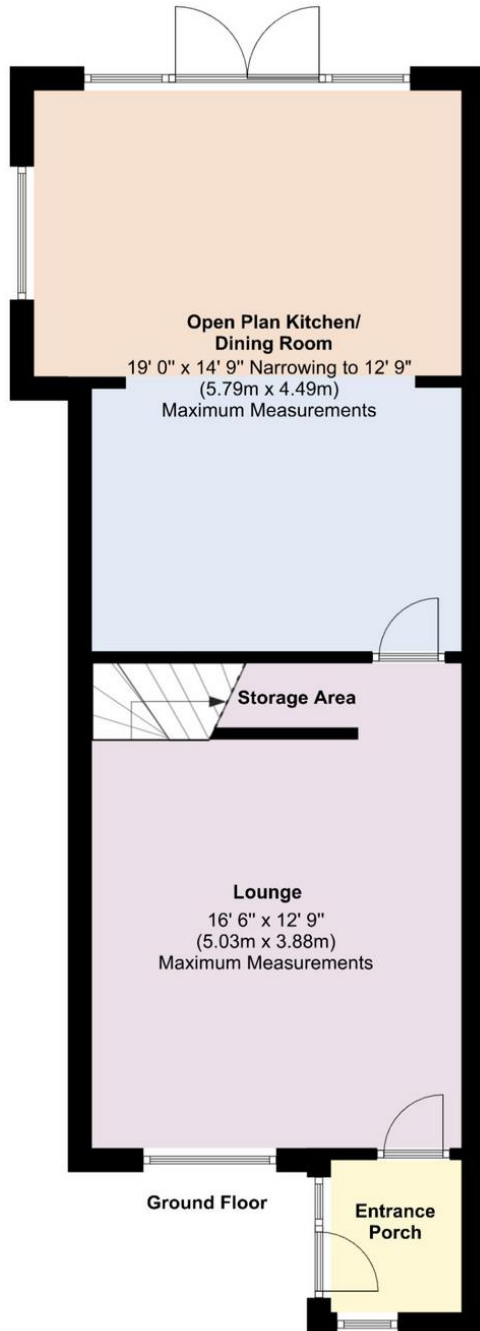 Open Plan Kitchen/
Dining Room
19' 0" x 14' 9" Narrowing to 12' 9"
(5.79m x 4.49m)
Maximum Measurements
Storage Area
Lounge
16' 6" x 12' 9"
(5.03m x 3.88m)
Maximum Measurements
Ground Floor
Entrance
Porch